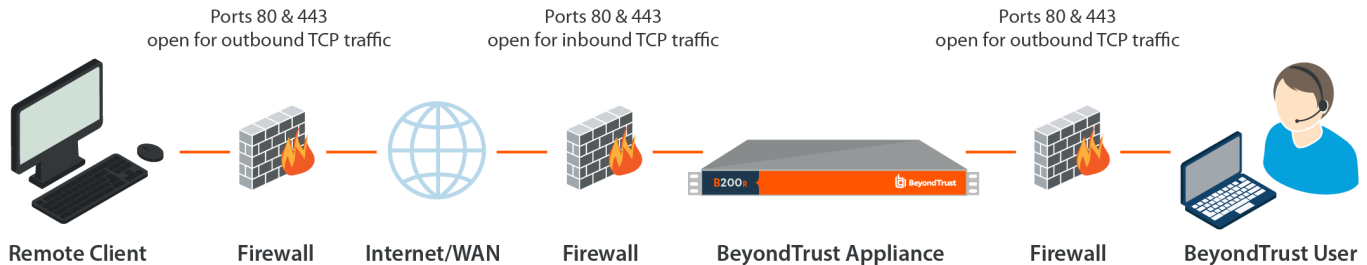 Ports 80 & 443
open for outbound TCP traffic
Ports 80 & 443
open for inbound TCP traffic
Ports 80 & 443
open for outbound TCP traffic
B200R
BeyondTrust
Remote Client
Firewall
Internet/WAN
Firewall
BeyondTrust Appliance
Firewall
BeyondTrust User